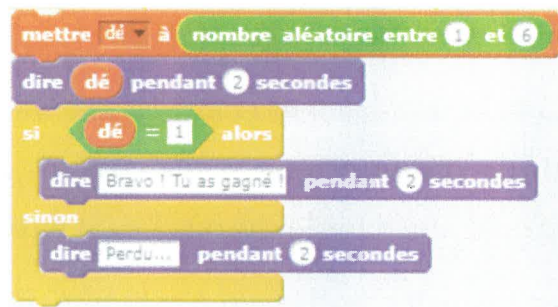 mettre dé à nombre aléatoire entre 1 et 6
dire dé pendant 2 secondes
si dé = 1 alors
dire Bravo ! Tu as gagné ! pendant 2 secondes
sinon
dire Perdu... pendant 2 secondes